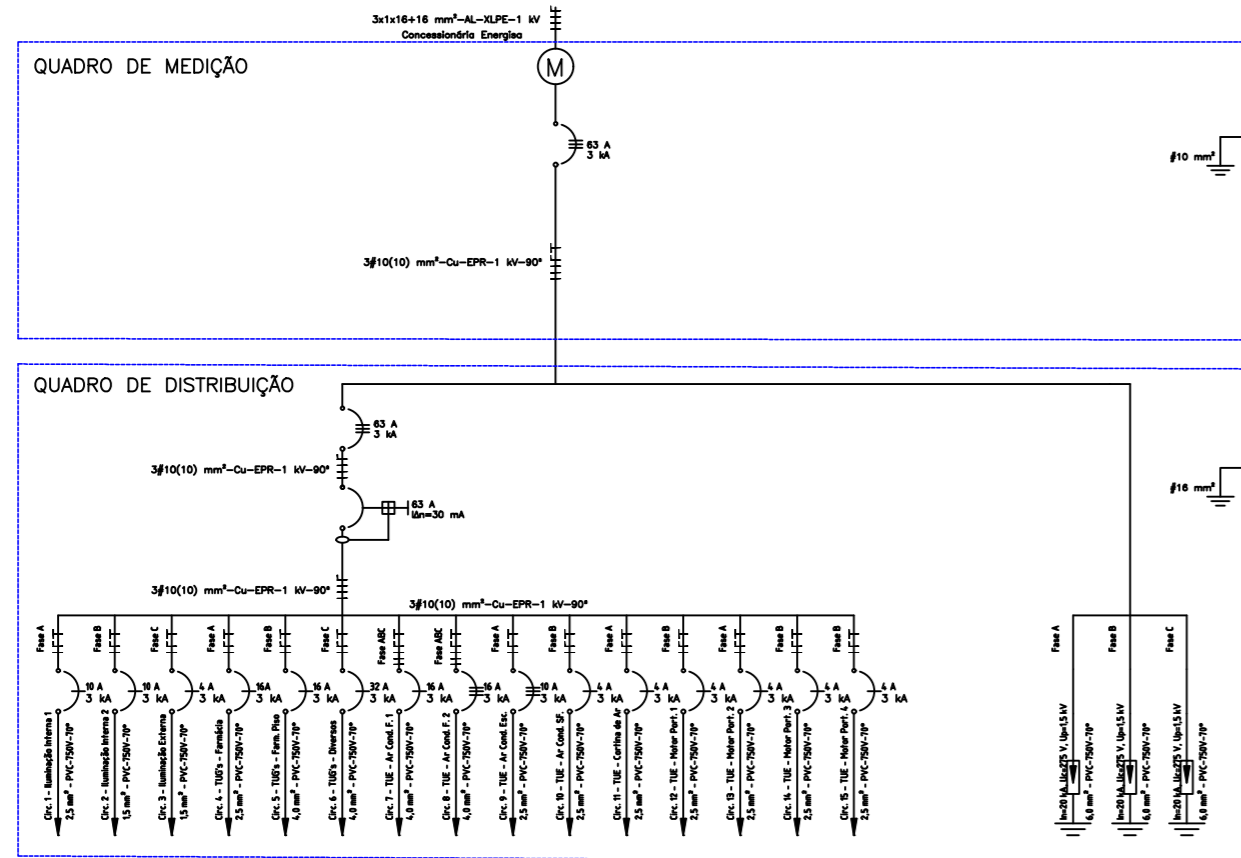 3x1x16+16 mm²-AL-XLPE-1 kV
Concessionária Energisa
QUADRO DE MEDIÇÃO
M
63 A
3 kA
#10 mm²
3#10(10) mm²-Cu-EPR-1 kV-90°
QUADRO DE DISTRIBUIÇÃO
63 A
3 kA
3#10(10) mm²-Cu-EPR-1 kV-90°
#16 mm²
63 A
IΔn=30 mA
3#10(10) mm²-Cu-EPR-1 kV-90°
3#10(10) mm²-Cu-EPR-1 kV-90°
Fase A
Fase B
Fase C
Fase A
Fase B
Fase C
Fase ABC
Fase ABC
Fase A
Fase B
Fase A
Fase B
Fase A
Fase B
Fase B
Fase A
Fase B
Fase C
10 A
3 kA
10 A
3 kA
4 A
3 kA
16A
3 kA
16 A
3 kA
32 A
3 kA
16 A
3 kA
16 A
3 kA
10 A
3 kA
4 A
3 kA
4 A
3 kA
4 A
3 kA
4 A
3 kA
4 A
3 kA
4 A
3 kA
Circ. 1 - Iluminação Interna 1
2,5 mm² - PVC-750V-70°
Circ. 2 - Iluminação Interna 2
1,5 mm² - PVC-750V-70°
Circ. 3 - Iluminação Externa
1,5 mm² - PVC-750V-70°
Circ. 4 - TUG's - Farmácia
2,5 mm² - PVC-750V-70°
Circ. 5 - TUG's - Farm. Piso
4,0 mm² - PVC-750V-70°
Circ. 6 - TUG's - Diversos
4,0 mm² - PVC-750V-70°
Circ. 7 - TUE - Ar Cond. F. 1
4,0 mm² - PVC-750V-70°
Circ. 8 - TUE - Ar Cond. F. 2
4,0 mm² - PVC-750V-70°
Circ. 9 - TUE - Ar Cond. Esc.
2,5 mm² - PVC-750V-70°
Circ. 10 - TUE - Ar Cond. SF.
2,5 mm² - PVC-750V-70°
Circ. 11 - TUE - Cortina de Ar
2,5 mm² - PVC-750V-70°
Circ. 12 - TUE - Motor Port. 1
2,5 mm² - PVC-750V-70°
Circ. 13 - TUE - Motor Port. 2
2,5 mm² - PVC-750V-70°
Circ. 14 - TUE - Motor Port. 3
2,5 mm² - PVC-750V-70°
Circ. 15 - TUE - Motor Port. 4
2,5 mm² - PVC-750V-70°
In=20 kA, Uc=275 V, Up=1,5 kV
6,0 mm² - PVC-750V-70°
In=20 kA, Uc=275 V, Up=1,5 kV
6,0 mm² - PVC-750V-70°
In=20 kA, Uc=275 V, Up=1,5 kV
6,0 mm² - PVC-750V-70°